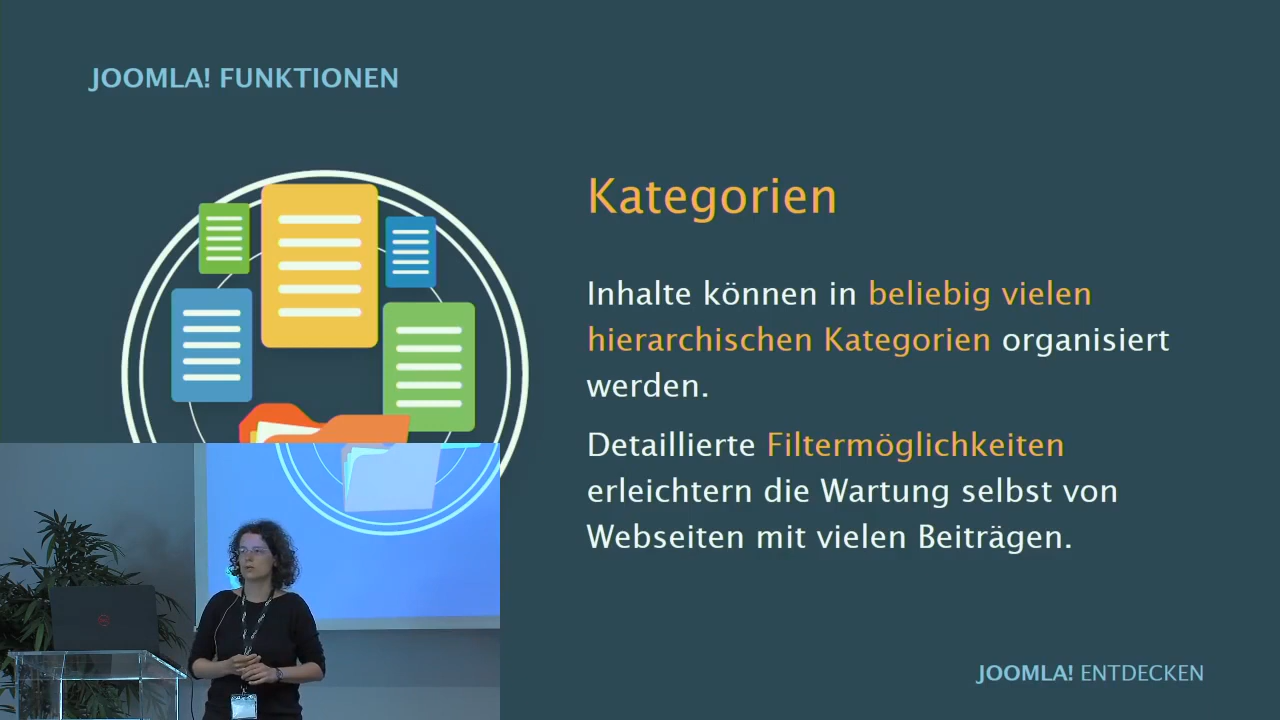 JOOMLA! FUNKTIONEN
Kategorien
Inhalte können in beliebig vielen
hierarchischen Kategorien organisiert
werden.
Detaillierte Filtermöglichkeiten
erleichtern die Wartung selbst von
Webseiten mit vielen Beiträgen.
JOOMLA! ENTDECKEN